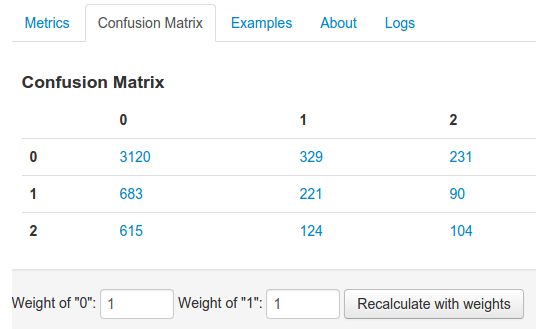 Metrics Confusion Matrix Examples About Logs
Confusion Matrix
0 1 2
0 3120 329 231
1 683 221 90
2 615 124 104
Weight of "0": 1 Weight of "1": 1 Recalculate with weights